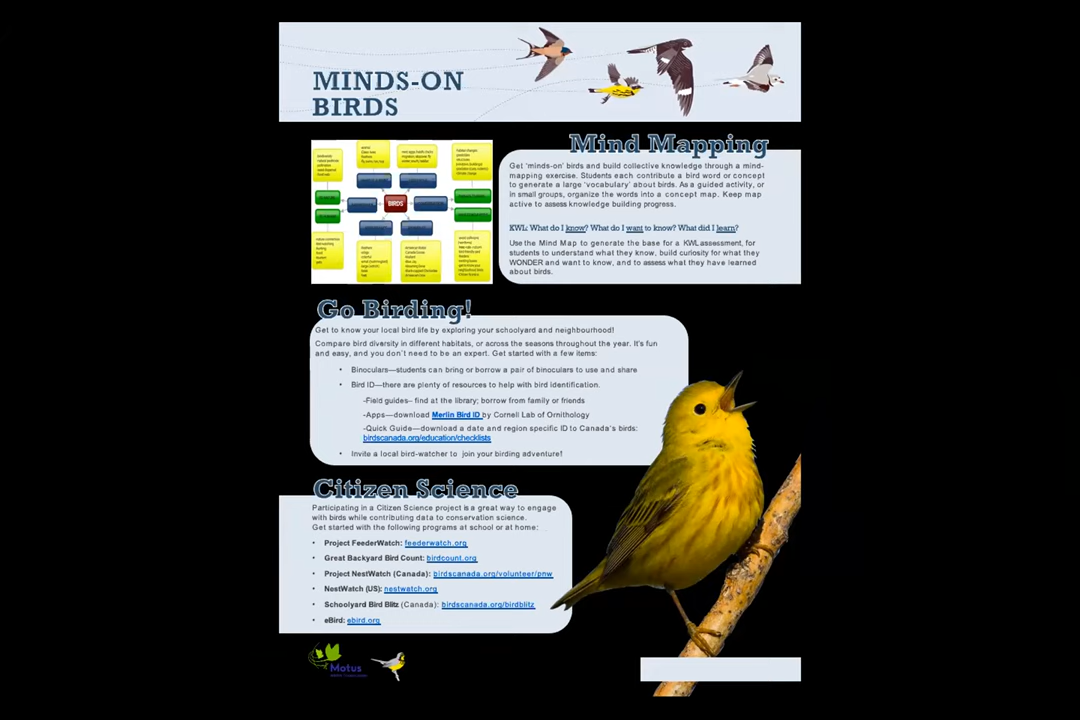 MINDS-ON
BIRDS
BIRDS
Mind Mapping
Get 'minds-on' birds and build collective knowledge through a mind-
mapping exercise. Students each contribute a bird word or concept
to generate a large 'vocabulary' about birds. As a guided activity, or
in small groups, organize the words into a concept map. Keep map
active to assess knowledge building progress.
KWL: What do I know? What do I want to know? What did I learn?
Use the Mind Map to generate the base for a KWL assessment, for
students to understand what they know, build curiosity for what they
WONDER and want to know, and to assess what they have learned
about birds.
Go Birding!
Get to know your local bird life by exploring your schoolyard and neighbourhood!
Compare bird diversity in different habitats, or across the seasons throughout the year. It's fun
and easy, and you don't need to be an expert. Get started with a few items:
• Binoculars—students can bring or borrow a pair of binoculars to use and share
• Bird ID—there are plenty of resources to help with bird identification.
-Field guides– find at the library; borrow from family or friends
-Apps—download Merlin Bird ID by Cornell Lab of Ornithology
-Quick Guide—download a date and region specific ID to Canada's birds:
birdscanada.org/education/checklists
• Invite a local bird-watcher to join your birding adventure!
Citizen Science
Participating in a Citizen Science project is a great way to engage
with birds while contributing data to conservation science.
Get started with the following programs at school or at home:
• Project FeederWatch: feederwatch.org
• Great Backyard Bird Count: birdcount.org
• Project NestWatch (Canada): birdscanada.org/volunteer/pnw
• NestWatch (US): nestwatch.org
• Schoolyard Bird Blitz (Canada): birdscanada.org/birdblitz
• eBird: ebird.org
Motus